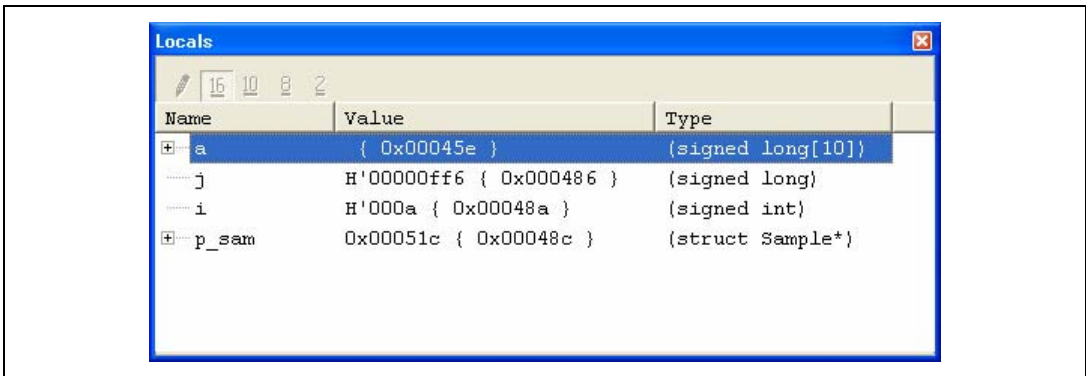 Locals
16 10 8 2
Name Value Type
a { 0x00045e } (signed long[10])
j H'00000ff6 { 0x000486 } (signed long)
i H'000a { 0x00048a } (signed int)
p_sam 0x00051c { 0x00048c } (struct Sample*)